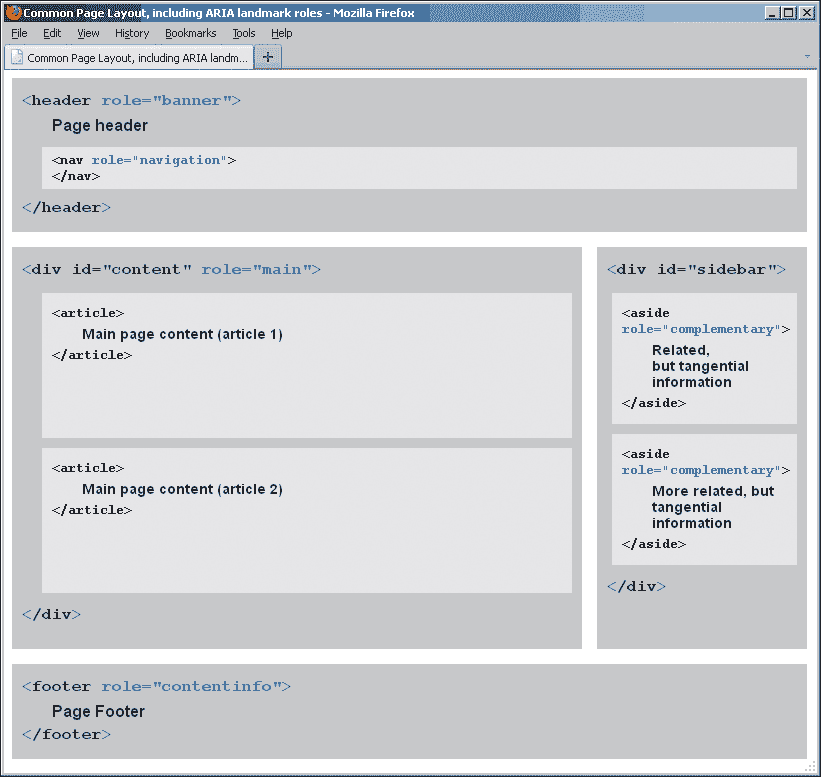 Common Page Layout, including ARIA landmark roles - Mozilla Firefox
File Edit View History Bookmarks Tools Help
Common Page Layout, including ARIA landm...
<header role="banner">
Page header
<nav role="navigation">
</nav>
</header>
<div id="content" role="main">
<article>
Main page content (article 1)
</article>
<article>
Main page content (article 2)
</article>
</div>
<div id="sidebar">
<aside
role="complementary">
Related,
but tangential
information
</aside>
<aside
role="complementary">
More related, but
tangential
information
</aside>
</div>
<footer role="contentinfo">
Page Footer
</footer>